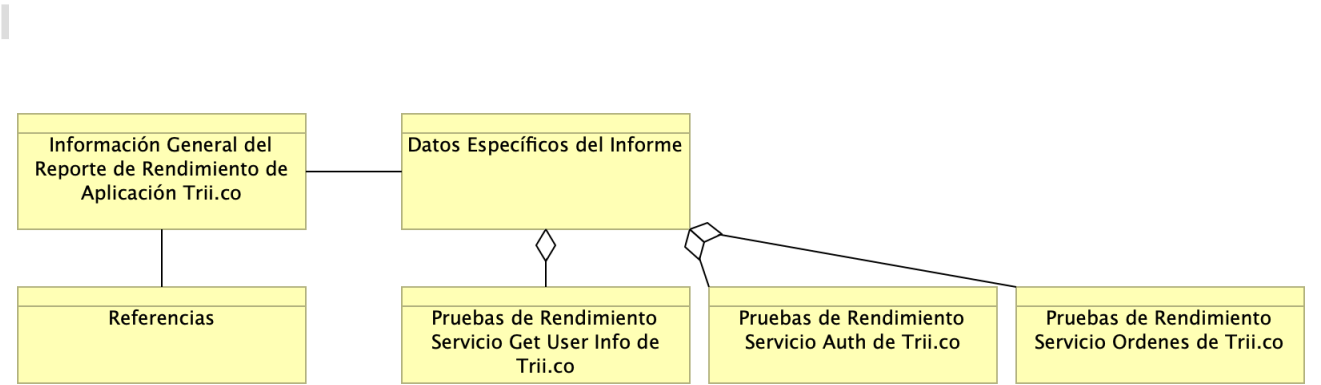 Información General del
Reporte de Rendimiento de
Aplicación Trii.co
Datos Específicos del Informe
Referencias
Pruebas de Rendimiento
Servicio Get User Info de
Trii.co
Pruebas de Rendimiento
Servicio Auth de Trii.co
Pruebas de Rendimiento
Servicio Ordenes de Trii.co